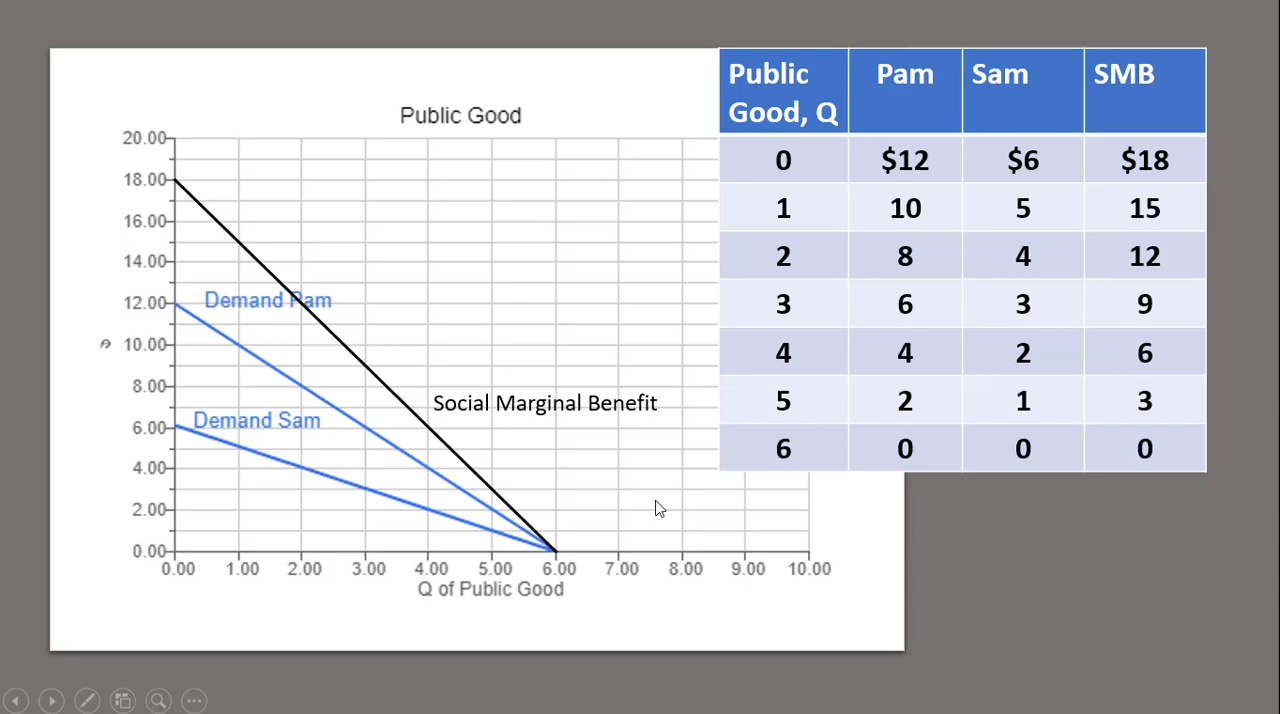 Public Good
20.00
18.00
16.00
14.00
12.00
10.00
8.00
6.00
4.00
2.00
0.00
Demand Pam
Demand Sam
Social Marginal Benefit
0.00 1.00 2.00 3.00 4.00 5.00 6.00 7.00 8.00 9.00 10.00
Q of Public Good
Public Good, Q Pam Sam SMB
0 $12 $6 $18
1 10 5 15
2 8 4 12
3 6 3 9
4 4 2 6
5 2 1 3
6 0 0 0